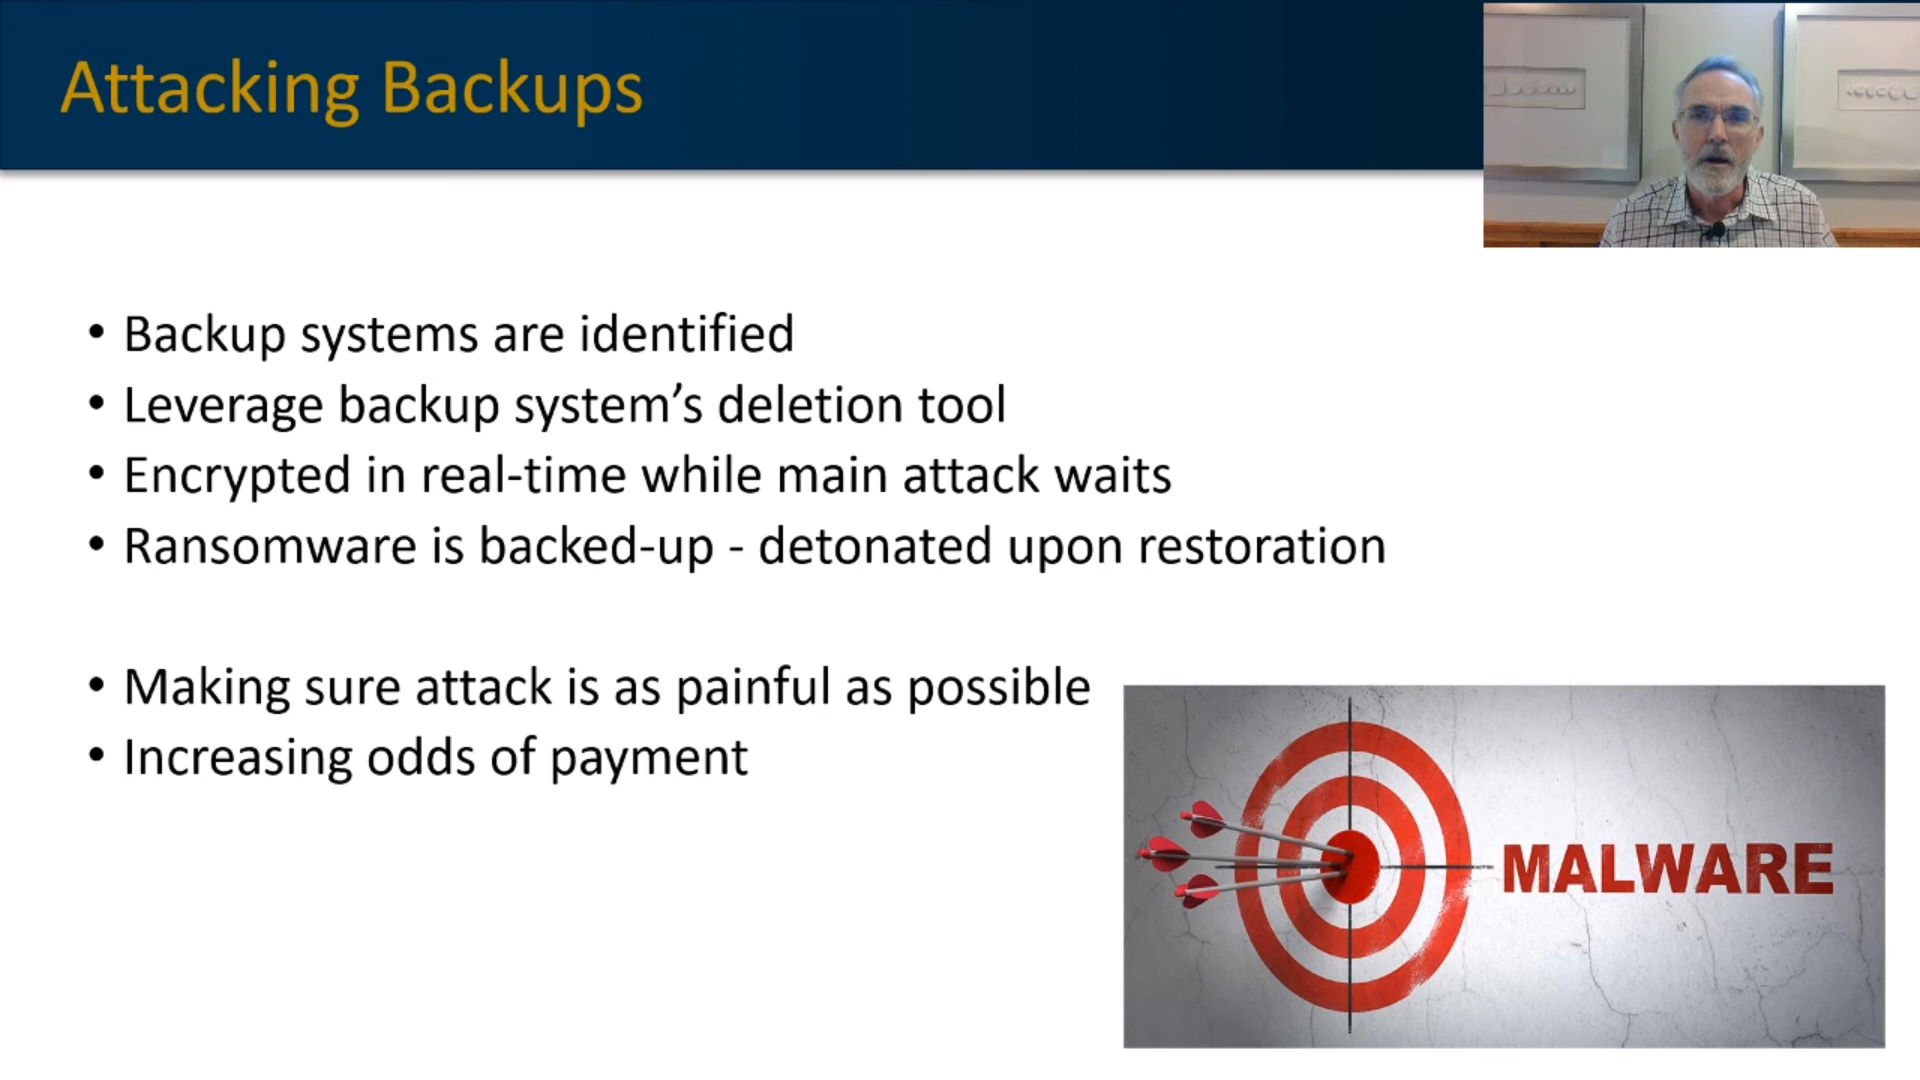 Attacking Backups
• Backup systems are identified
• Leverage backup system’s deletion tool
• Encrypted in real-time while main attack waits
• Ransomware is backed-up - detonated upon restoration
• Making sure attack is as painful as possible
• Increasing odds of payment
MALWARE